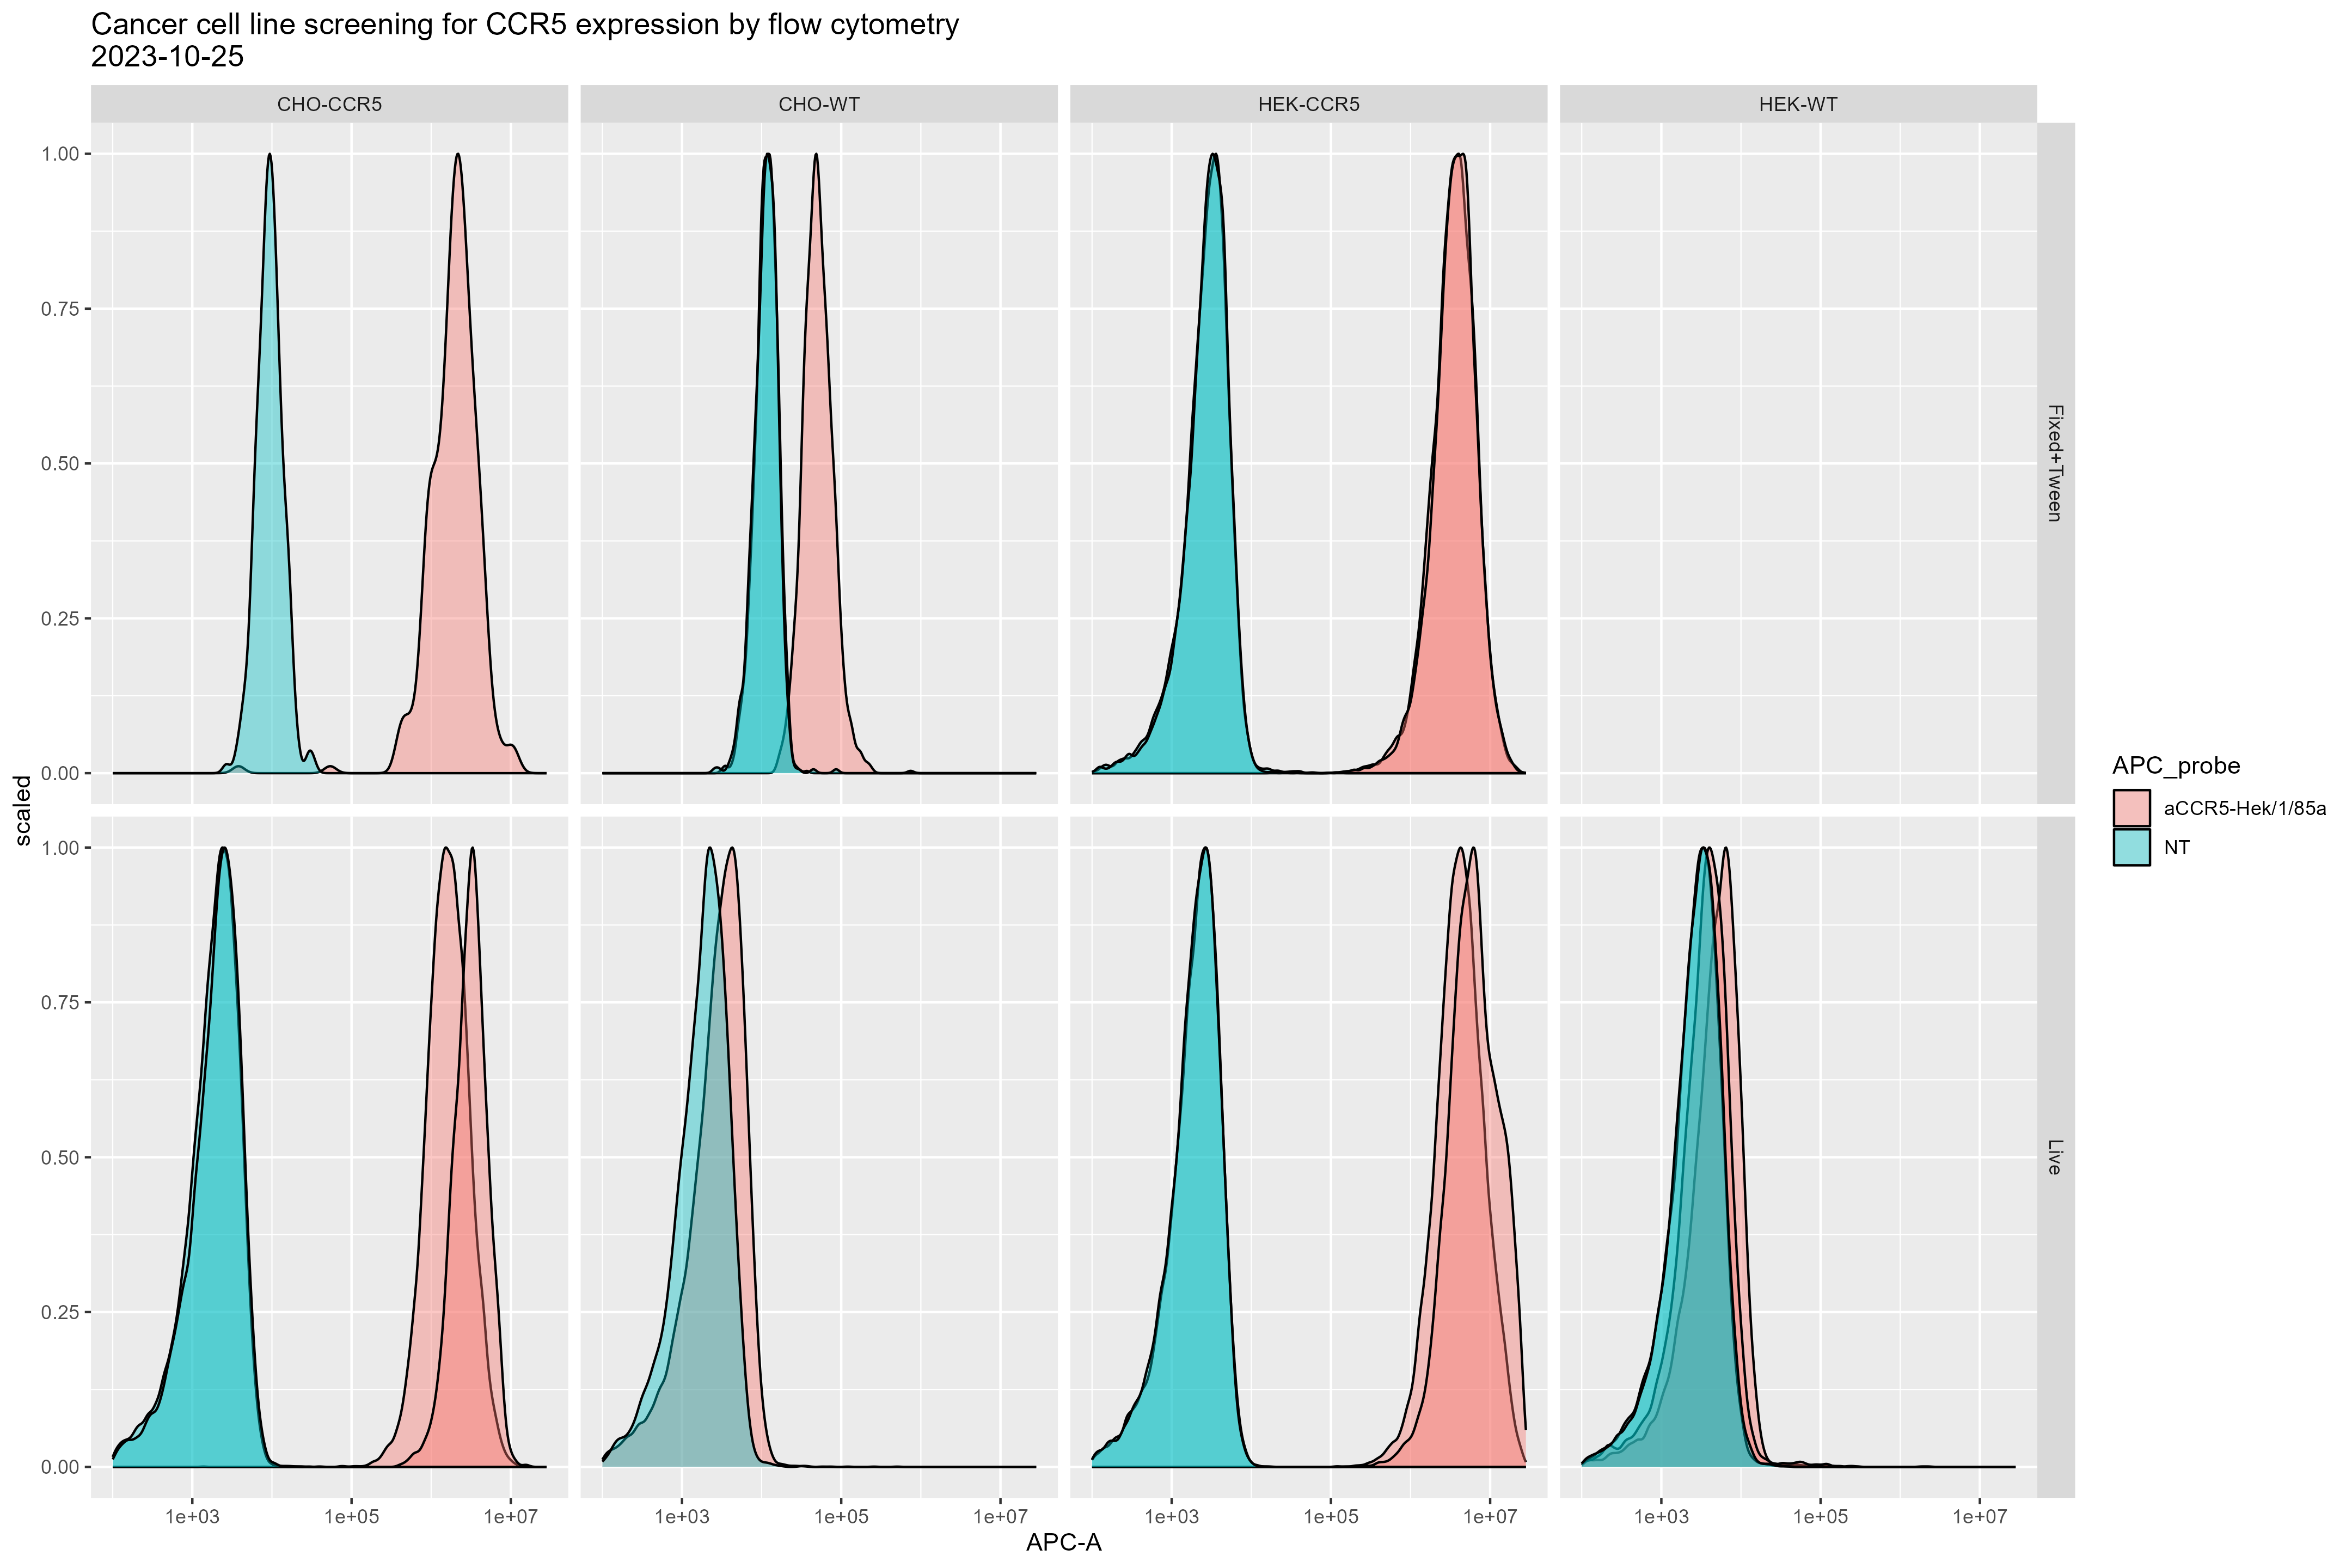 Cancer cell line screening for CCR5 expression by flow cytometry
2023-10-25
CHO-CCR5
CHO-WT
HEK-CCR5
HEK-WT
1.00
0.75
0.50
0.25
0.00
Fixed+Tween
scaled
1.00
0.75
0.50
0.25
0.00
Live
1e+03
1e+05
1e+07
1e+03
1e+05
1e+07
1e+03
1e+05
1e+07
1e+03
1e+05
1e+07
APC-A
APC_probe
aCCR5-Hek/1/85a
NT